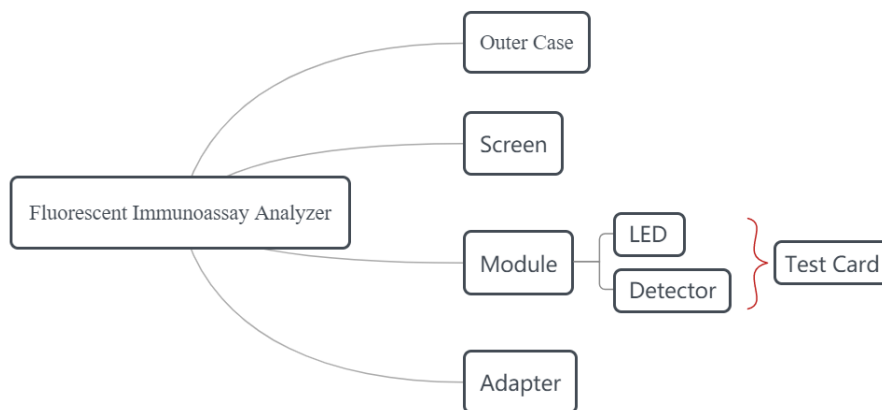 Outer Case
Screen
Fluorescent Immunoassay Analyzer
LED
Module
Test Card
Detector
Adapter